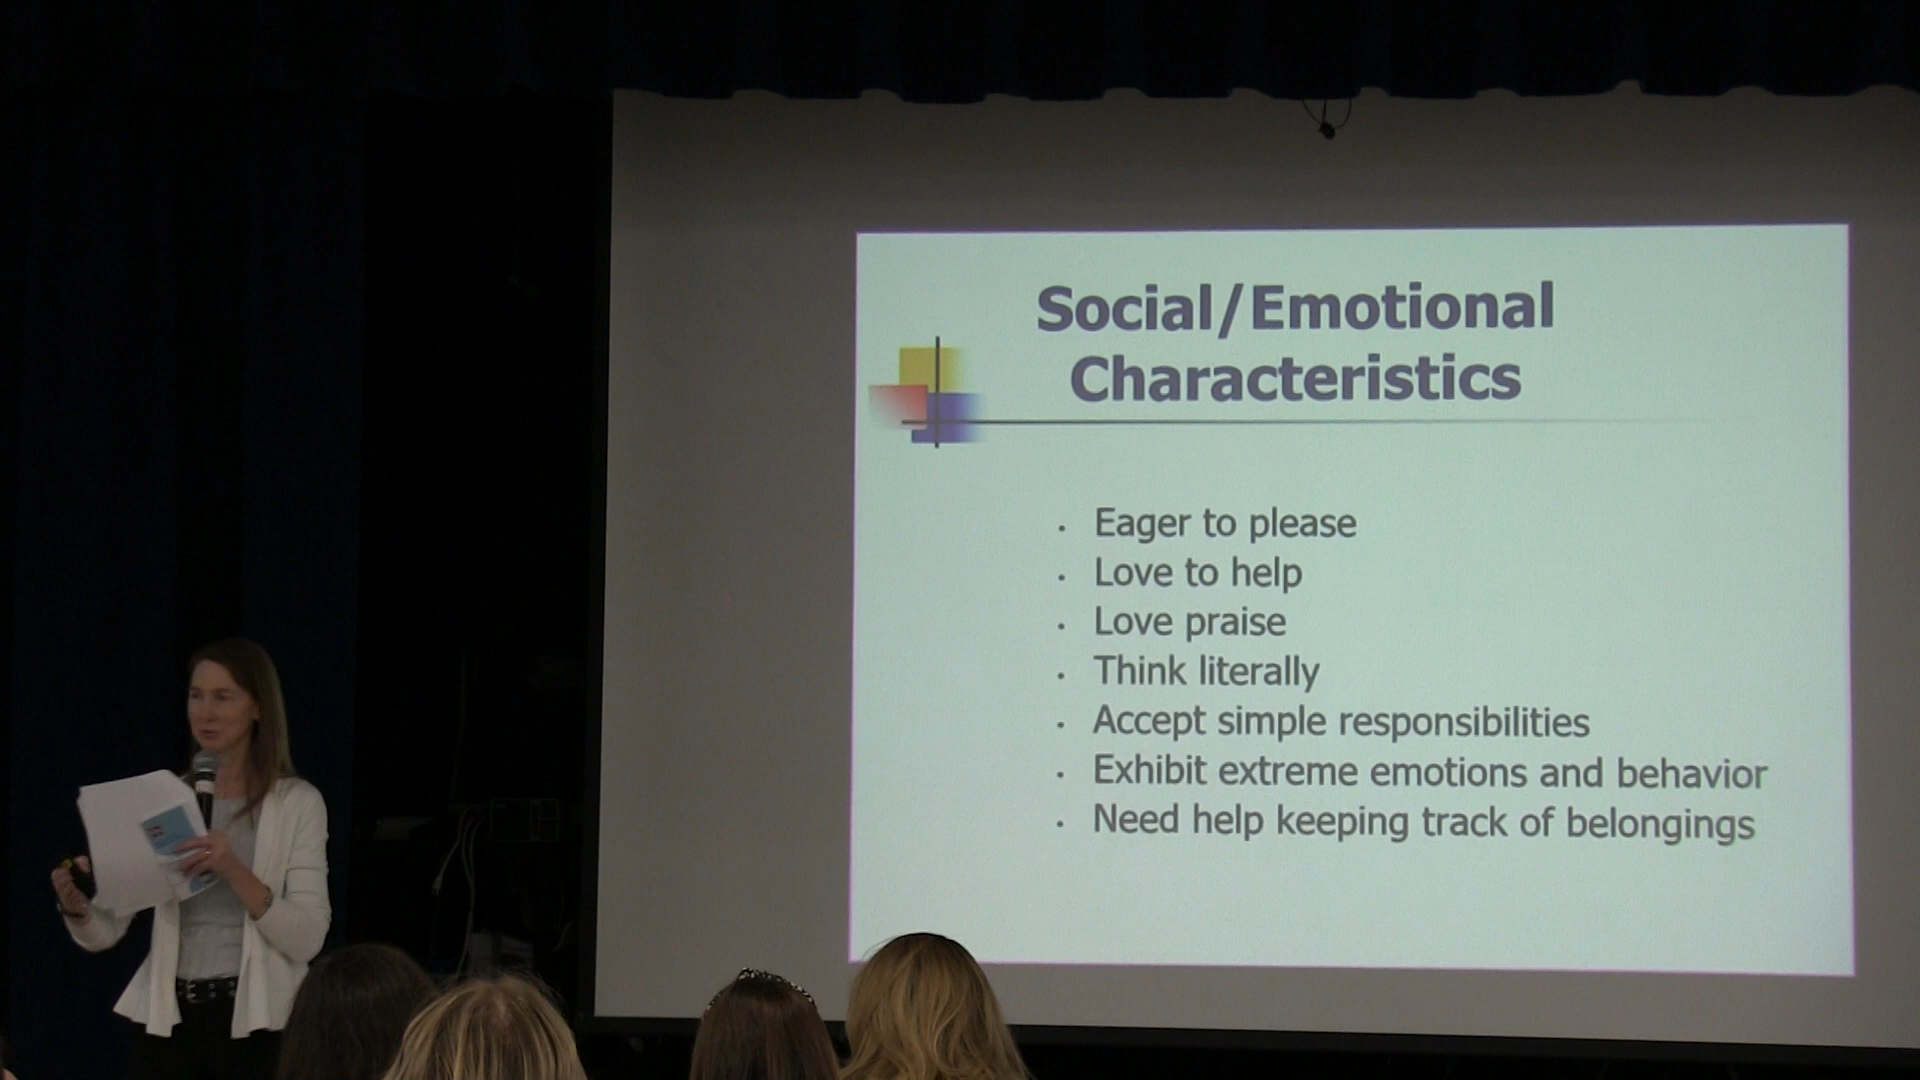 Social/Emotional
Characteristics
· Eager to please
· Love to help
· Love praise
· Think literally
· Accept simple responsibilities
· Exhibit extreme emotions and behavior
· Need help keeping track of belongings